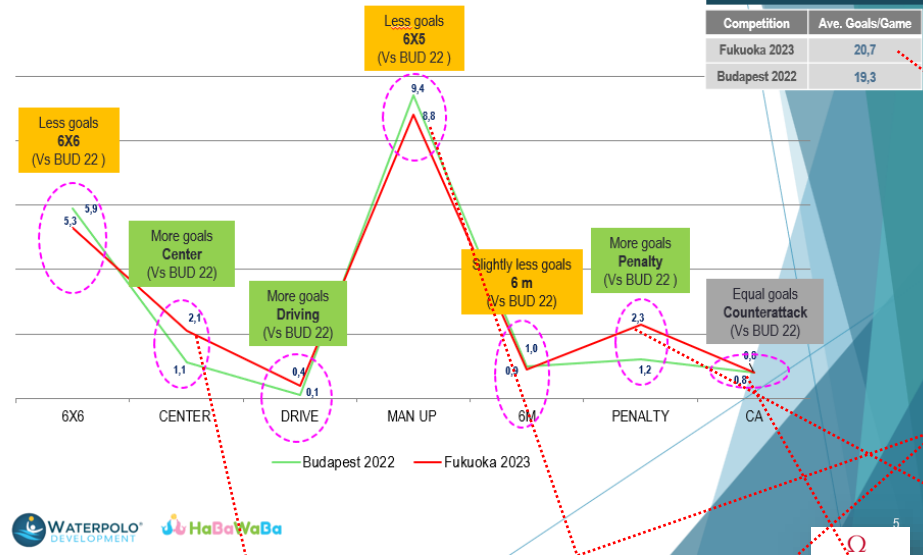 Competition Ave. Goals/Game
Fukuoka 2023 20,7
Budapest 2022 19,3
Less goals
6X5
(Vs BUD 22 )
9,4
8,8
Less goals
6X6
(Vs BUD 22 )
5,9
5,3
More goals
Center
(Vs BUD 22)
2,1
1,1
More goals
Driving
(Vs BUD 22 )
0,4
0,1
Slightly less goals
6 m
(Vs BUD 22)
1,0
0,9
More goals
Penalty
(Vs BUD 22 )
2,3
1,2
Equal goals
Counterattack
(Vs BUD 22)
0,8
0,8
6X6 CENTER DRIVE MAN UP 6M PENALTY CA
Budapest 2022 Fukuoka 2023
WATERPOLO
DEVELOPMENT
HaBaWaBa
5
Ω